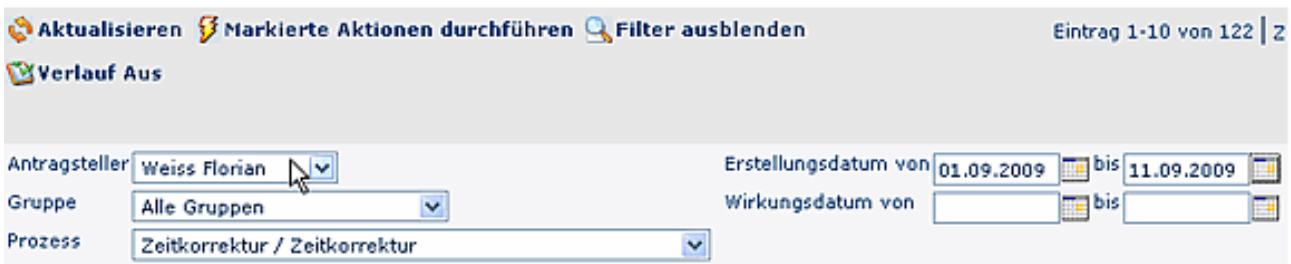 Aktualisieren Markierte Aktionen durchführen Filter ausblenden Eintrag 1-10 von 122 | Z
Verlauf Aus
Antragsteller Weiss Florian Erstellungsdatum von 01.09.2009 bis 11.09.2009
Gruppe Alle Gruppen Wirkungsdatum von bis
Prozess Zeitkorrektur / Zeitkorrektur